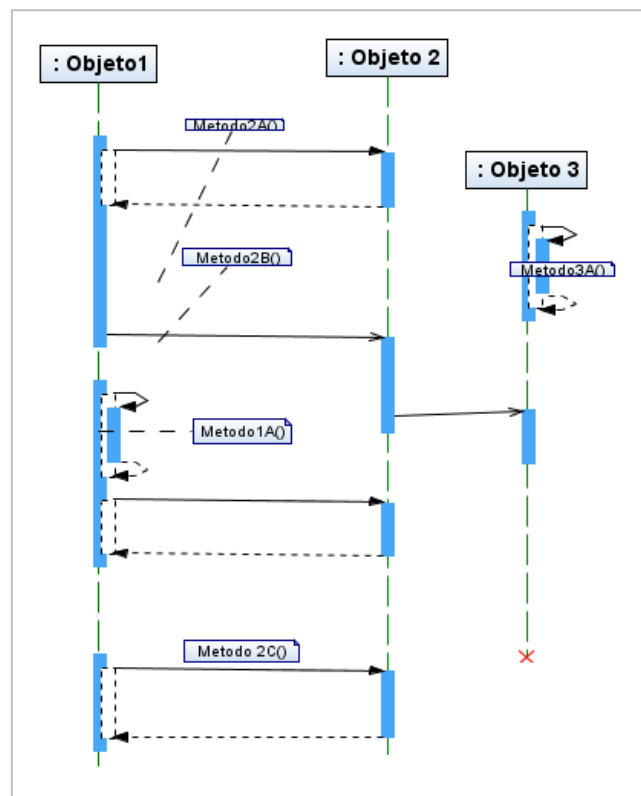 : Objeto1
: Objeto 2
Metodo2A()
: Objeto 3
Metodo2B()
Metodo3A()
Metodo1A()
Metodo 2C()